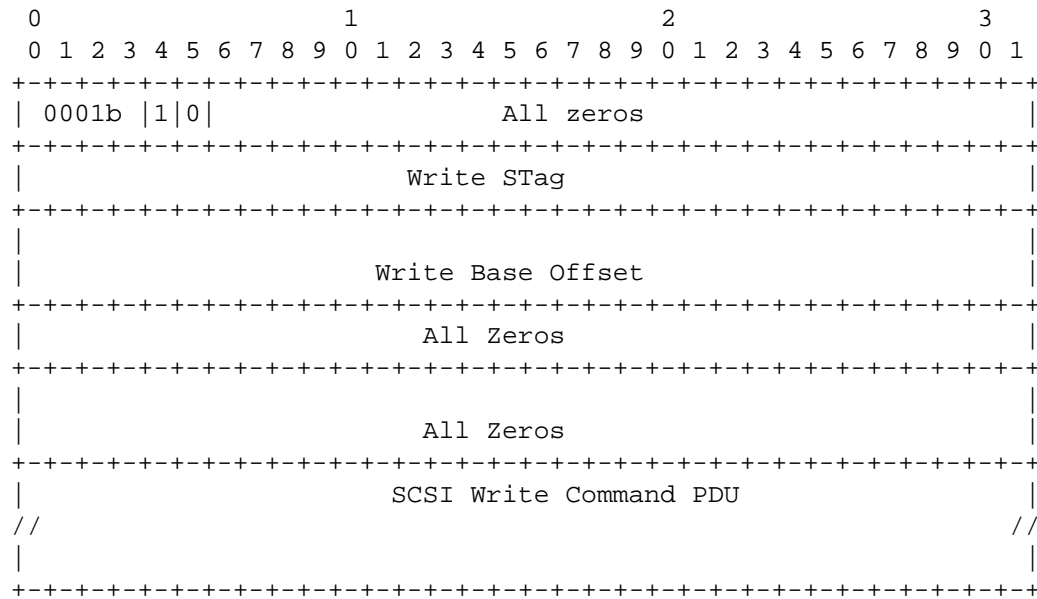 0                   1                   2                   3
 0 1 2 3 4 5 6 7 8 9 0 1 2 3 4 5 6 7 8 9 0 1 2 3 4 5 6 7 8 9 0 1
+-+-+-+-+-+-+-+-+-+-+-+-+-+-+-+-+-+-+-+-+-+-+-+-+-+-+-+-+-+-+-+-+
| 0001b |1|0|                  All zeros                        |
+-+-+-+-+-+-+-+-+-+-+-+-+-+-+-+-+-+-+-+-+-+-+-+-+-+-+-+-+-+-+-+-+
|                        Write STag                             |
+-+-+-+-+-+-+-+-+-+-+-+-+-+-+-+-+-+-+-+-+-+-+-+-+-+-+-+-+-+-+-+-+
|                                                               |
|                      Write Base Offset                        |
+-+-+-+-+-+-+-+-+-+-+-+-+-+-+-+-+-+-+-+-+-+-+-+-+-+-+-+-+-+-+-+-+
|                         All Zeros                             |
+-+-+-+-+-+-+-+-+-+-+-+-+-+-+-+-+-+-+-+-+-+-+-+-+-+-+-+-+-+-+-+-+
|                                                               |
|                         All Zeros                             |
+-+-+-+-+-+-+-+-+-+-+-+-+-+-+-+-+-+-+-+-+-+-+-+-+-+-+-+-+-+-+-+-+
|                       SCSI Write Command PDU                  |
//                                                             //
|                                                               |
+-+-+-+-+-+-+-+-+-+-+-+-+-+-+-+-+-+-+-+-+-+-+-+-+-+-+-+-+-+-+-+-+